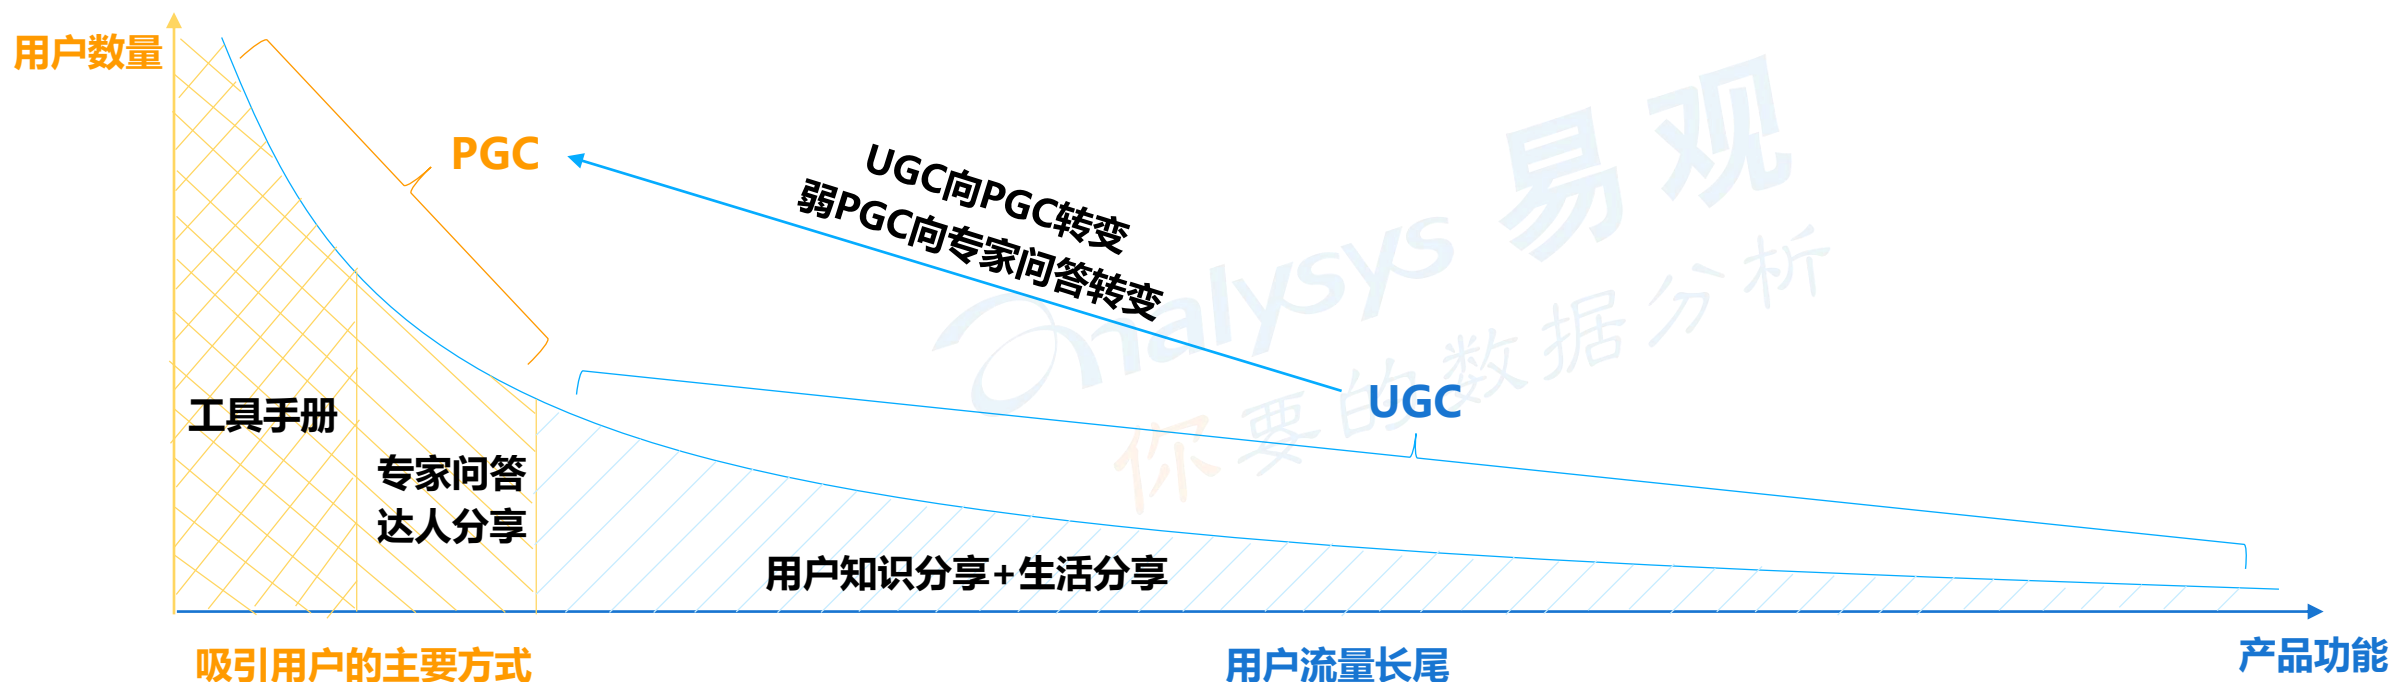 用户数量
PGC
UGC向PGC转变
弱PGC向专家问答转变
analysys 易观
你要的数据分析
UGC
工具手册
专家问答
达人分享
用户知识分享+生活分享
吸引用户的主要方式
用户流量长尾
产品功能